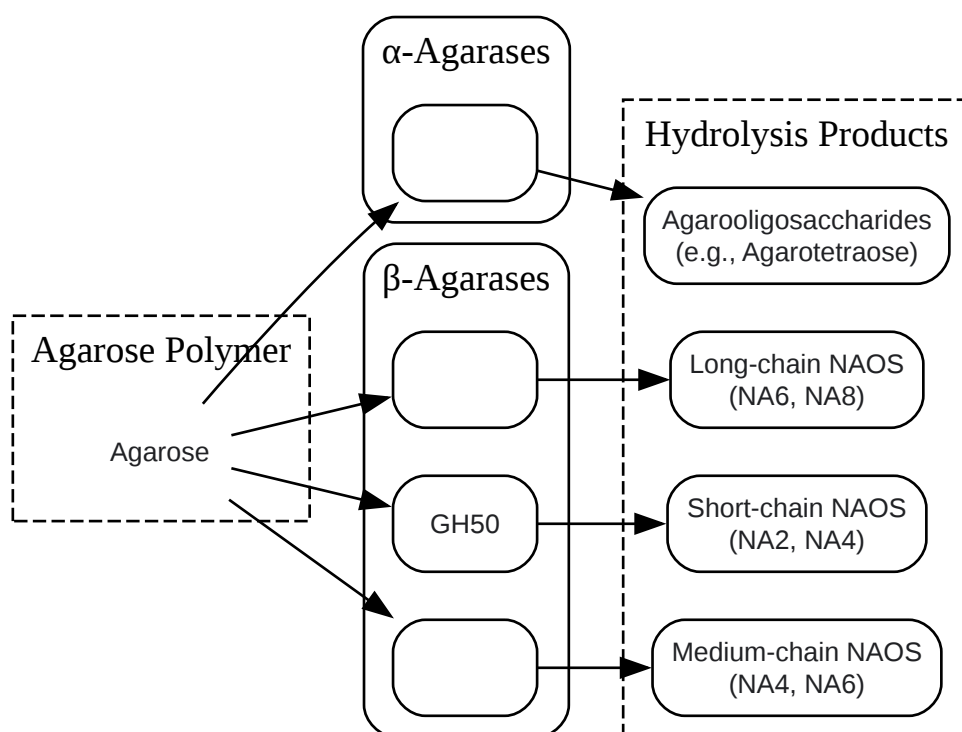 α-Agarases
Hydrolysis Products
Agarooligosaccharides
(e.g., Agarotetraose)
β-Agarases
Agarose Polymer
Long-chain NAOS
(NA6, NA8)
Agarose
GH50
Short-chain NAOS
(NA2, NA4)
Medium-chain NAOS
(NA4, NA6)